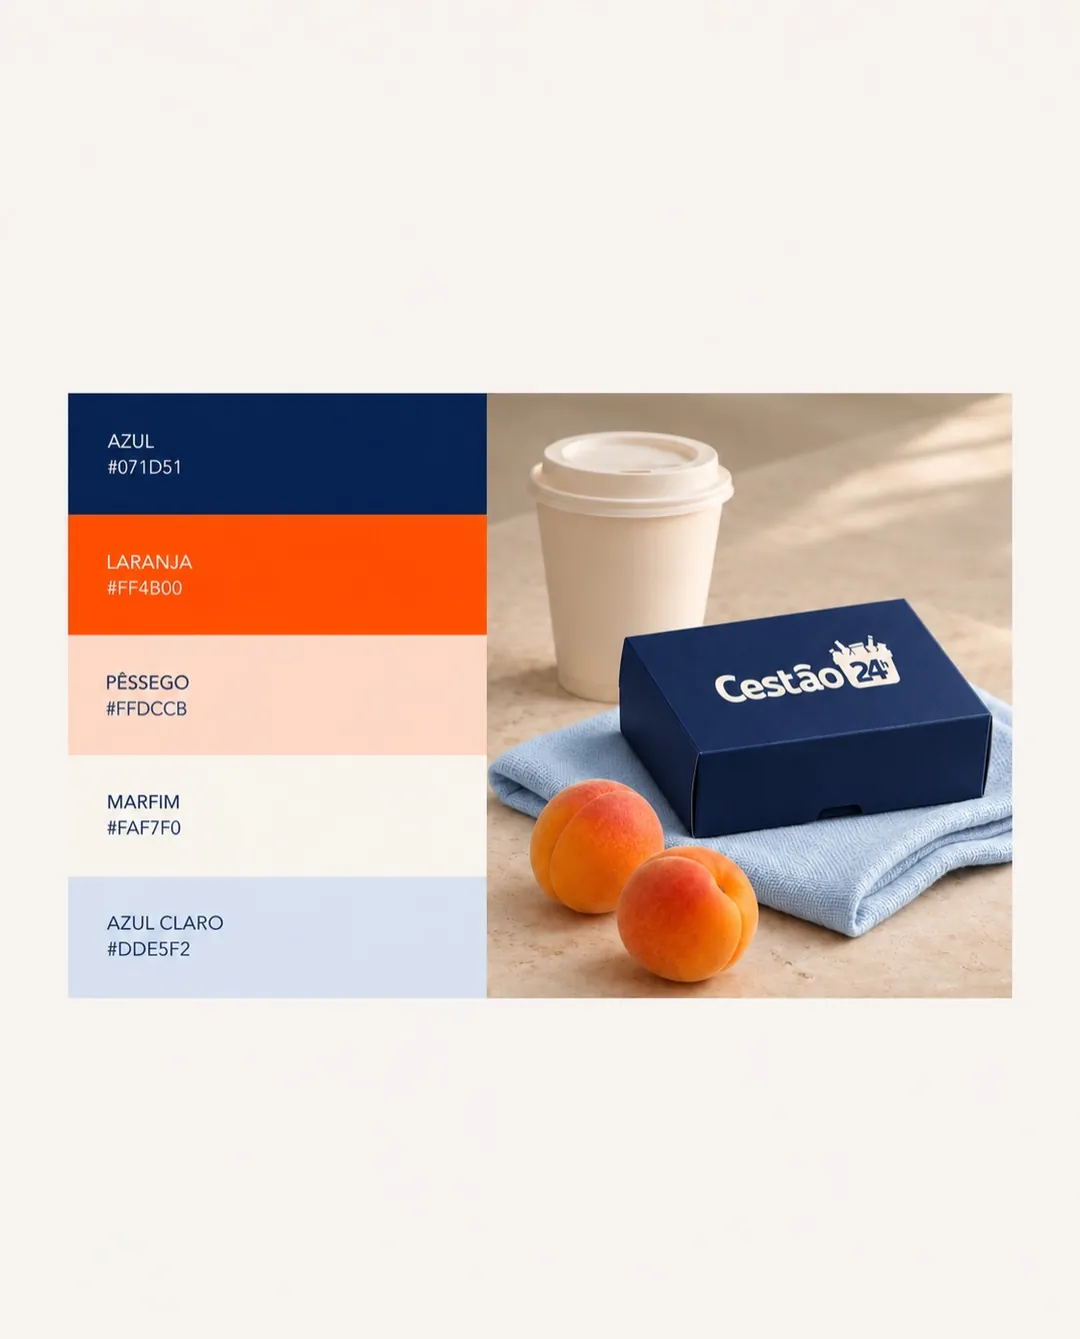 AZUL
#071D51
LARANJA
#FF4B00
PÊSSEGO
#FFDCCB
MARFIM
#FAF7F0
AZUL CLARO
#DDE5F2
Cestão 24h